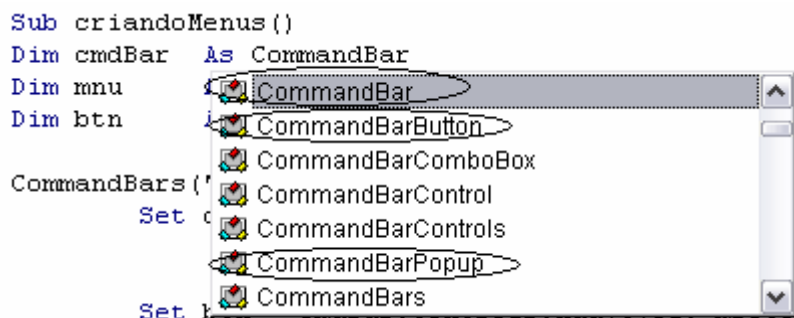 Sub criandoMenus()
Dim cmdBar As CommandBar
Dim mnu
CommandBar
Dim btn
CommandBarButton
CommandBarComboBox
CommandBars("
CommandBarControl
Set
CommandBarControls
CommandBarPopup
Set
CommandBars